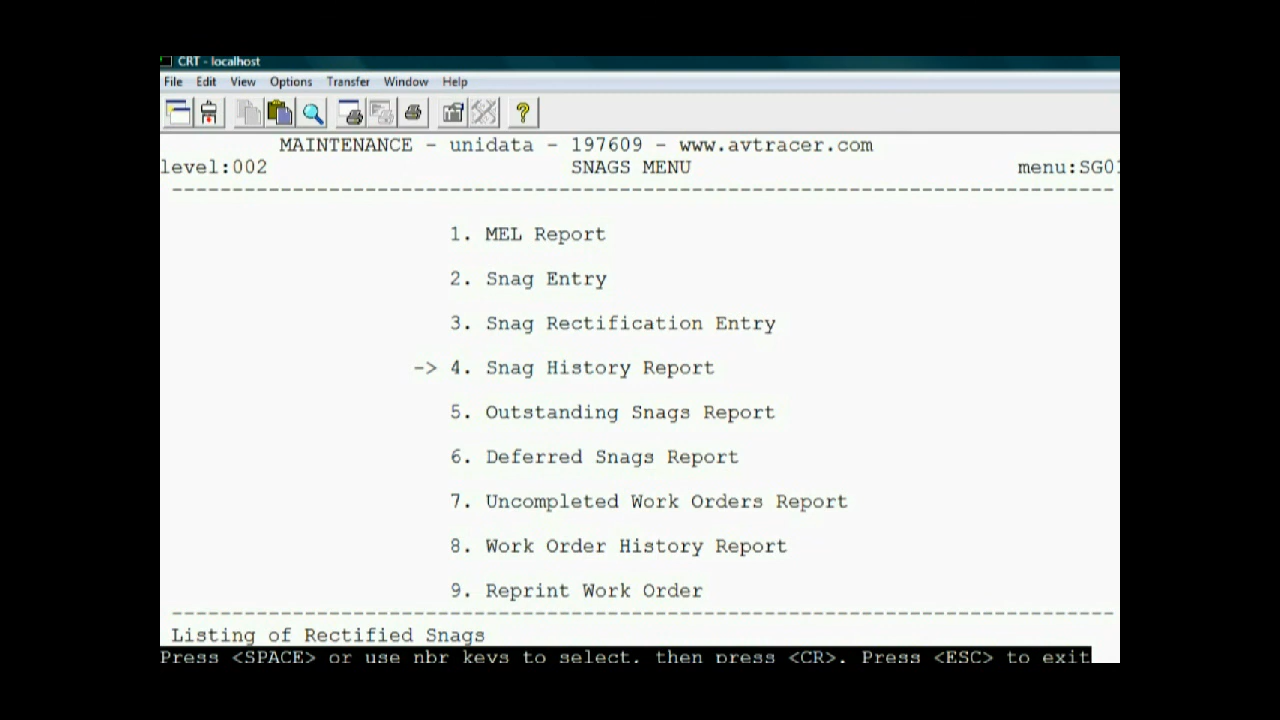 CRT - localhost
File Edit View Options Transfer Window Help
MAINTENANCE - unidata - 197609 - www.avtracer.com
level:002 SNAGS MENU menu:SG01
1. MEL Report
2. Snag Entry
3. Snag Rectification Entry
-> 4. Snag History Report
5. Outstanding Snags Report
6. Deferred Snags Report
7. Uncompleted Work Orders Report
8. Work Order History Report
9. Reprint Work Order
Listing of Rectified Snags
Press <SPACE> or use nbr keys to select, then press <CR>. Press <ESC> to exit